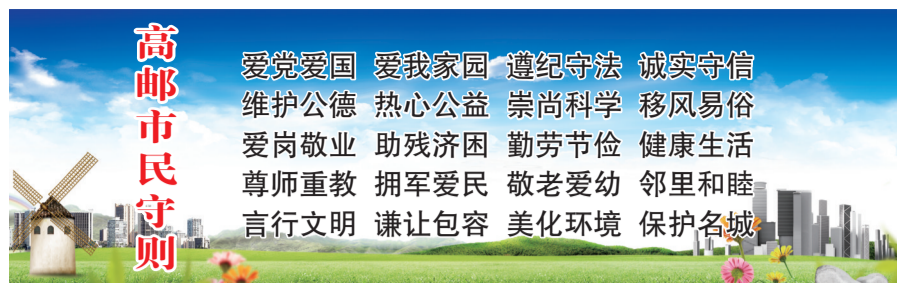 高邮市民守则
爱党爱国 爱我家园 遵纪守法 诚实守信
维护公德 热心公益 崇尚科学 移风易俗
爱岗敬业 助残济困 勤劳节俭 健康生活
尊师重教 拥军爱民 敬老爱幼 邻里和睦
言行文明 谦让包容 美化环境 保护名城